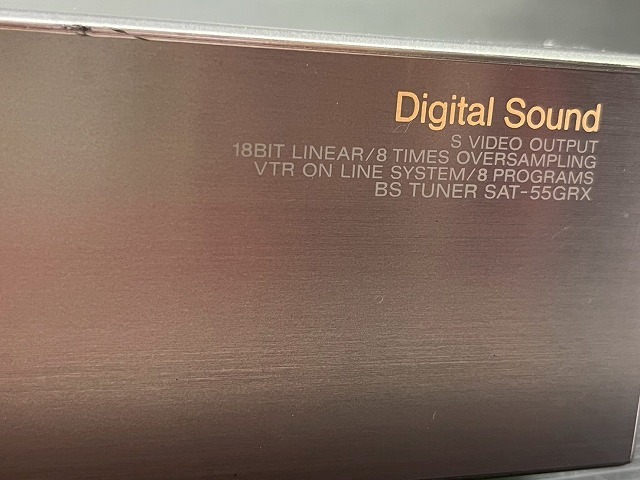 Digital Sound
S VIDEO OUTPUT
18BIT LINEAR/8 TIMES OVERSAMPLING
VTR ON LINE SYSTEM/8 PROGRAMS
BS TUNER SAT-55GRX